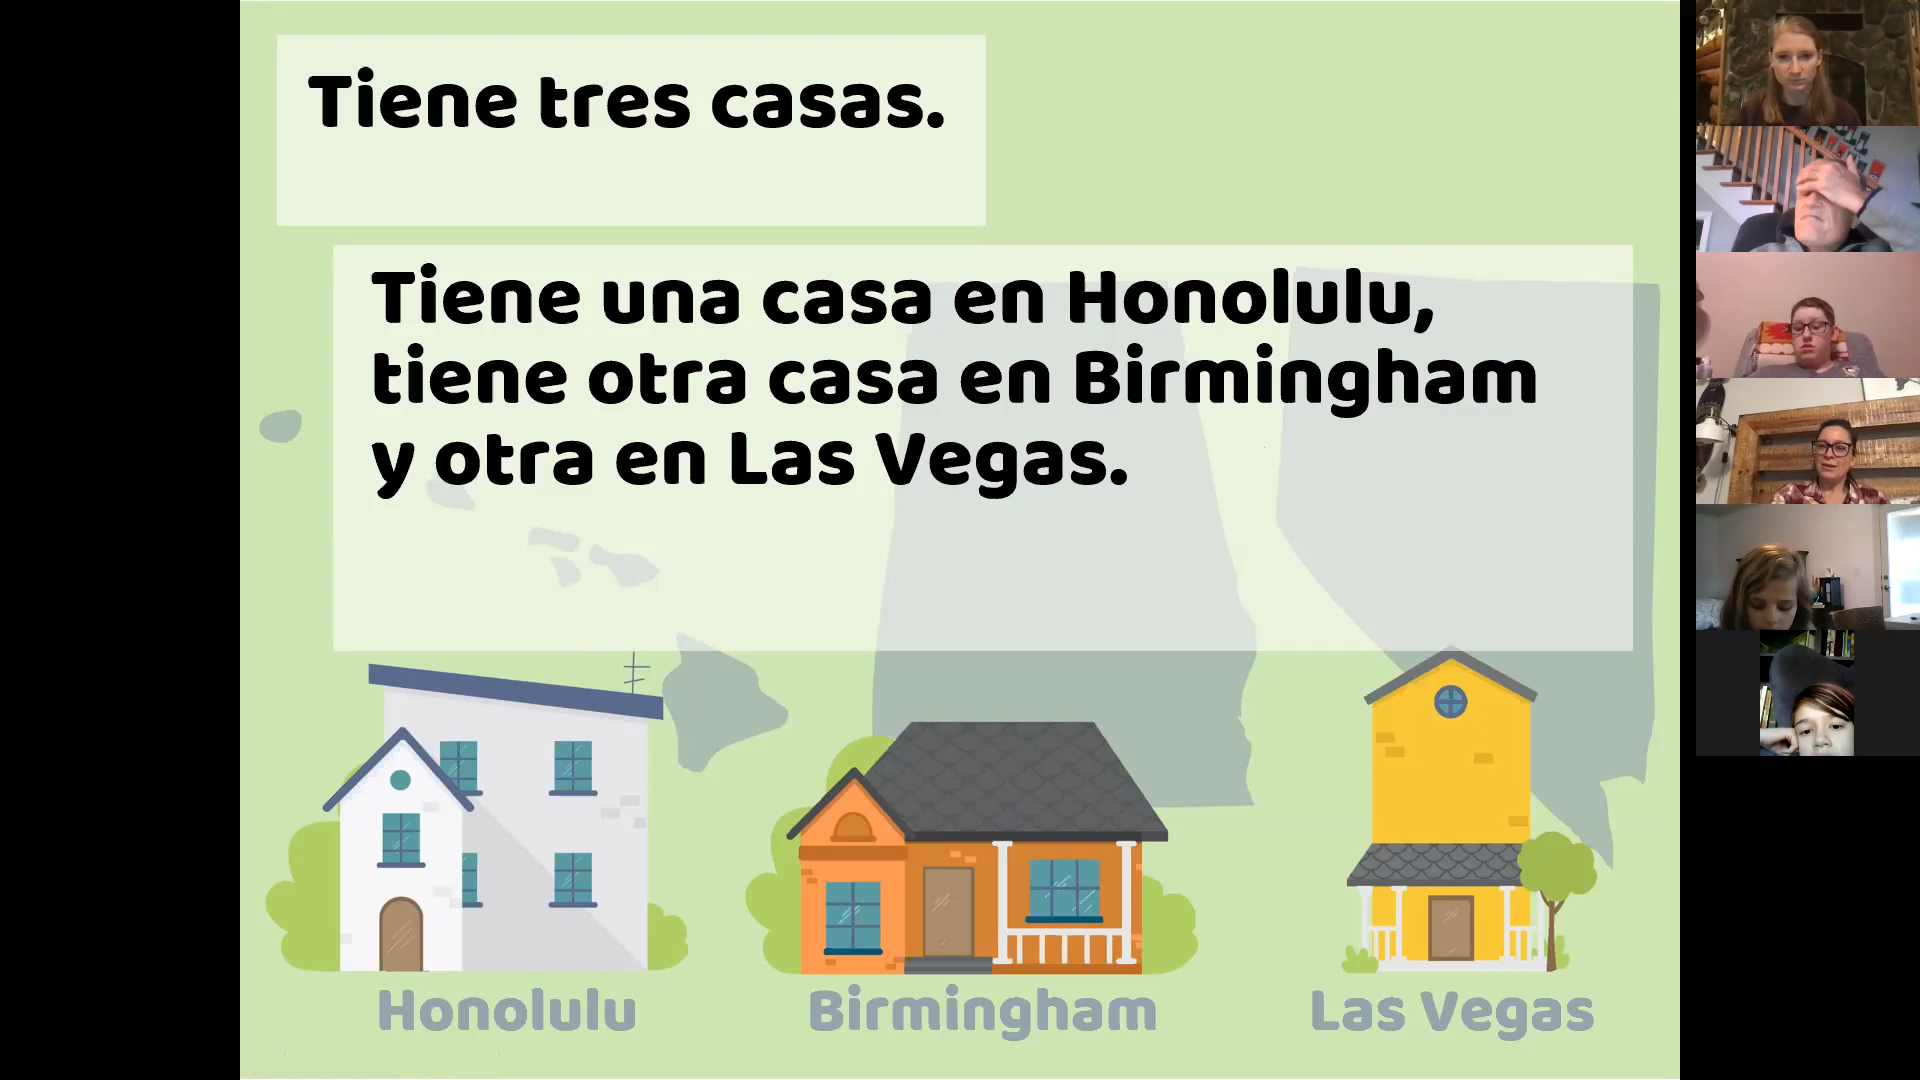 Tiene tres casas.
Tiene una casa en Honolulu,
tiene otra casa en Birmingham
y otra en Las Vegas.
Honolulu
Birmingham
Las Vegas